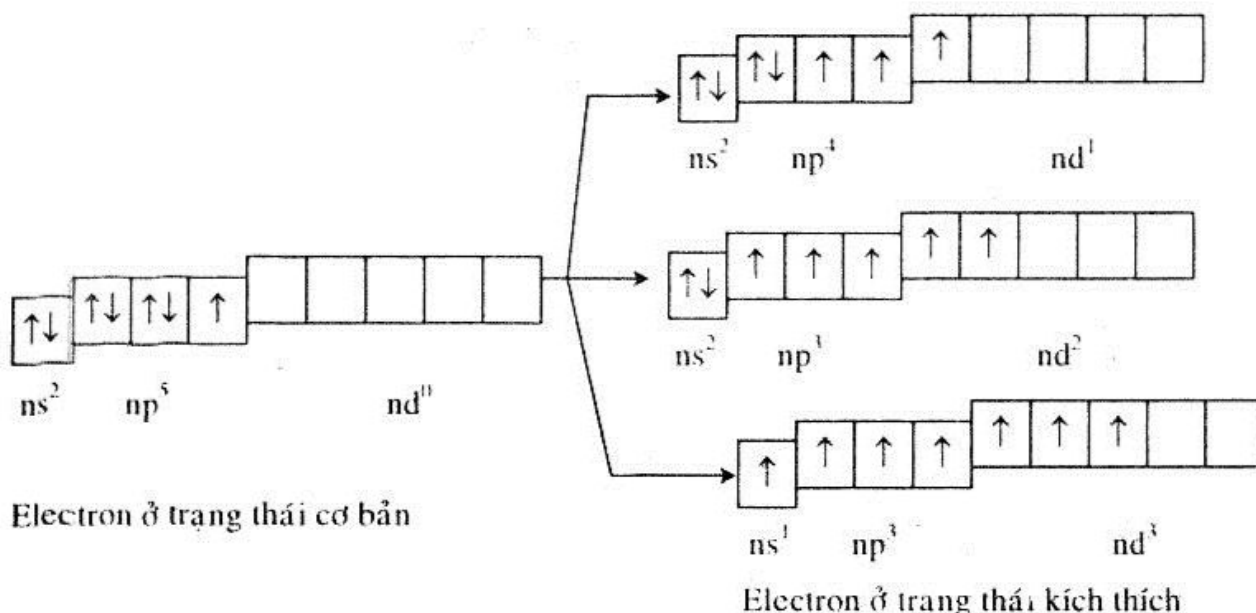 ns² np⁴ nd¹
ns² np³ nd²
ns² np⁵ nd⁰
Electron ở trạng thái cơ bản
ns¹ np³ nd³
Electron ở trạng thái kích thích